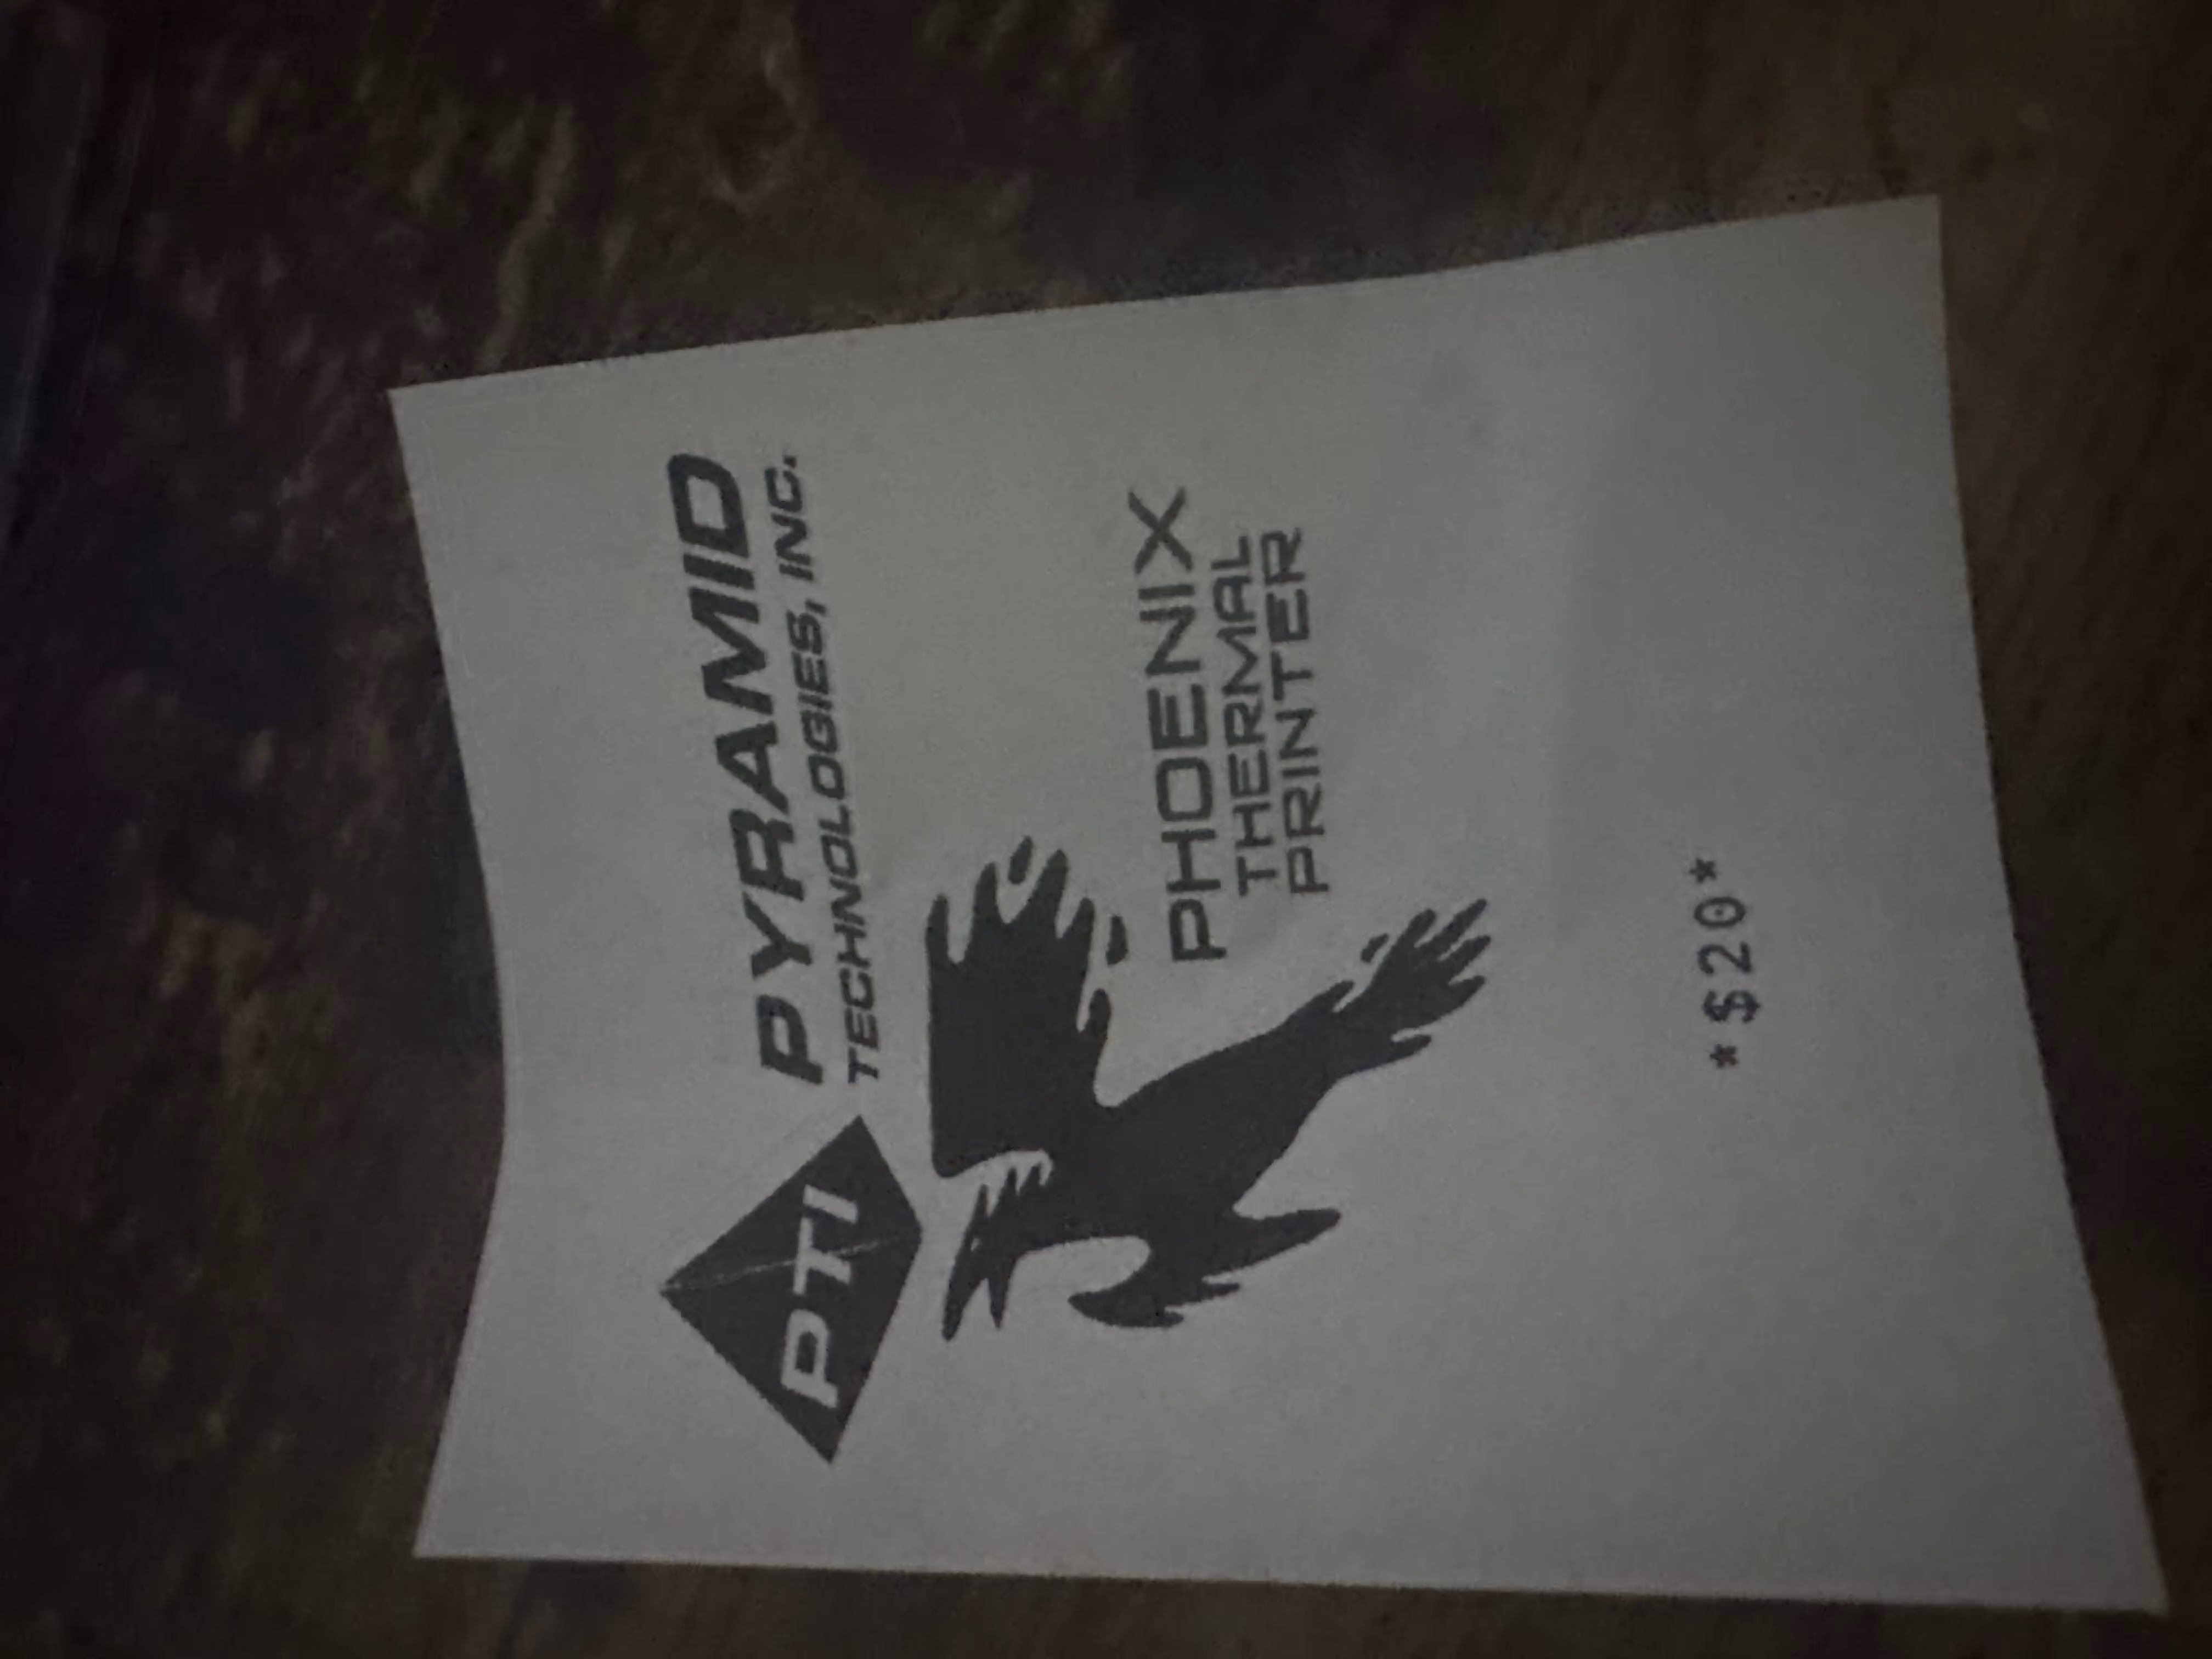 PTI
PYRAMID
TECHNOLOGIES, INC.
PHOENIX
THERMAL
PRINTER
*$20*